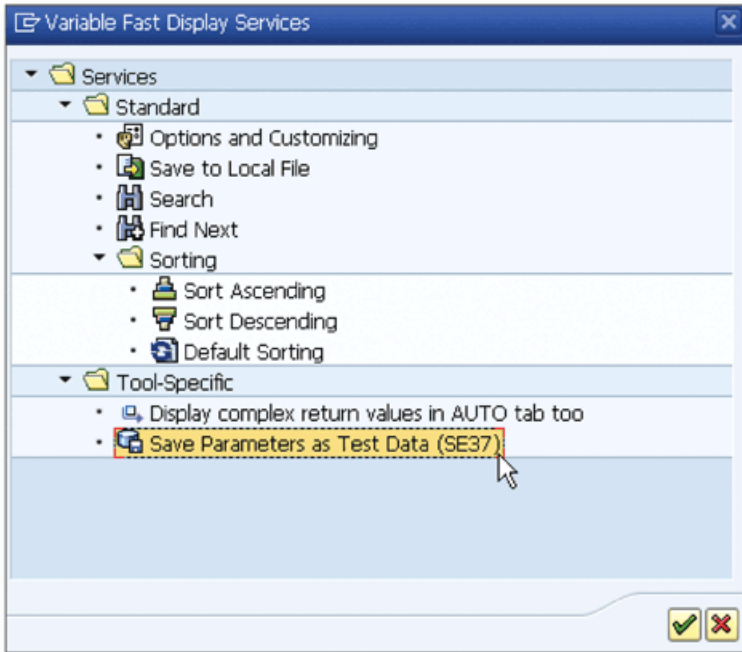 Variable Fast Display Services
Services
Standard
Options and Customizing
Save to Local File
Search
Find Next
Sorting
Sort Ascending
Sort Descending
Default Sorting
Tool-Specific
Display complex return values in AUTO tab too
Save Parameters as Test Data (SE37)